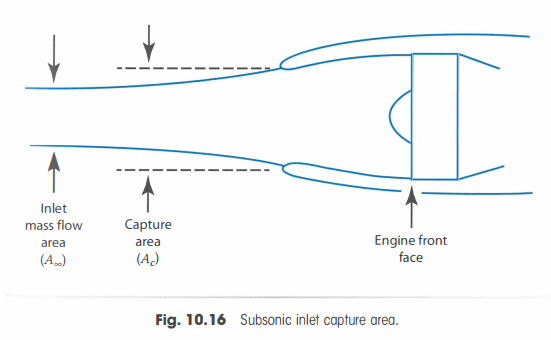 Inlet
mass flow
area
(A∞)
Capture
area
(Ac)
Engine front
face
Fig. 10.16 Subsonic inlet capture area.